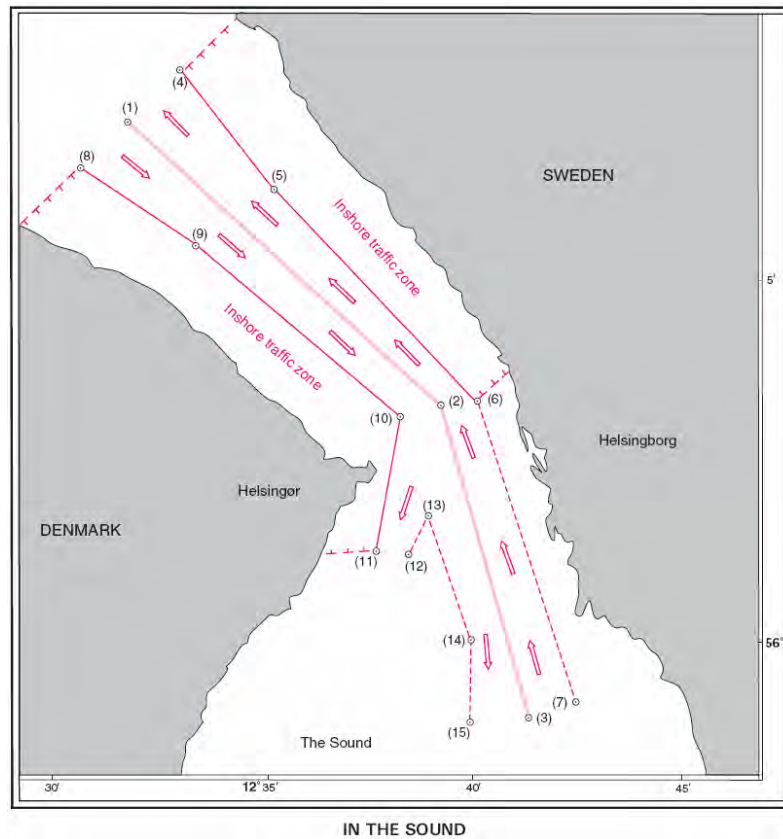 (4)
(1)
(8)
SWEDEN
(5)
Inshore traffic zone
(9)
5'
Inshore traffic zone
(2)
(6)
(10)
Helsingborg
Helsingør
(13)
DENMARK
(11)
(12)
(14)
56°
(7)
(3)
The Sound
(15)
30'
12° 35'
40'
45'
IN THE SOUND